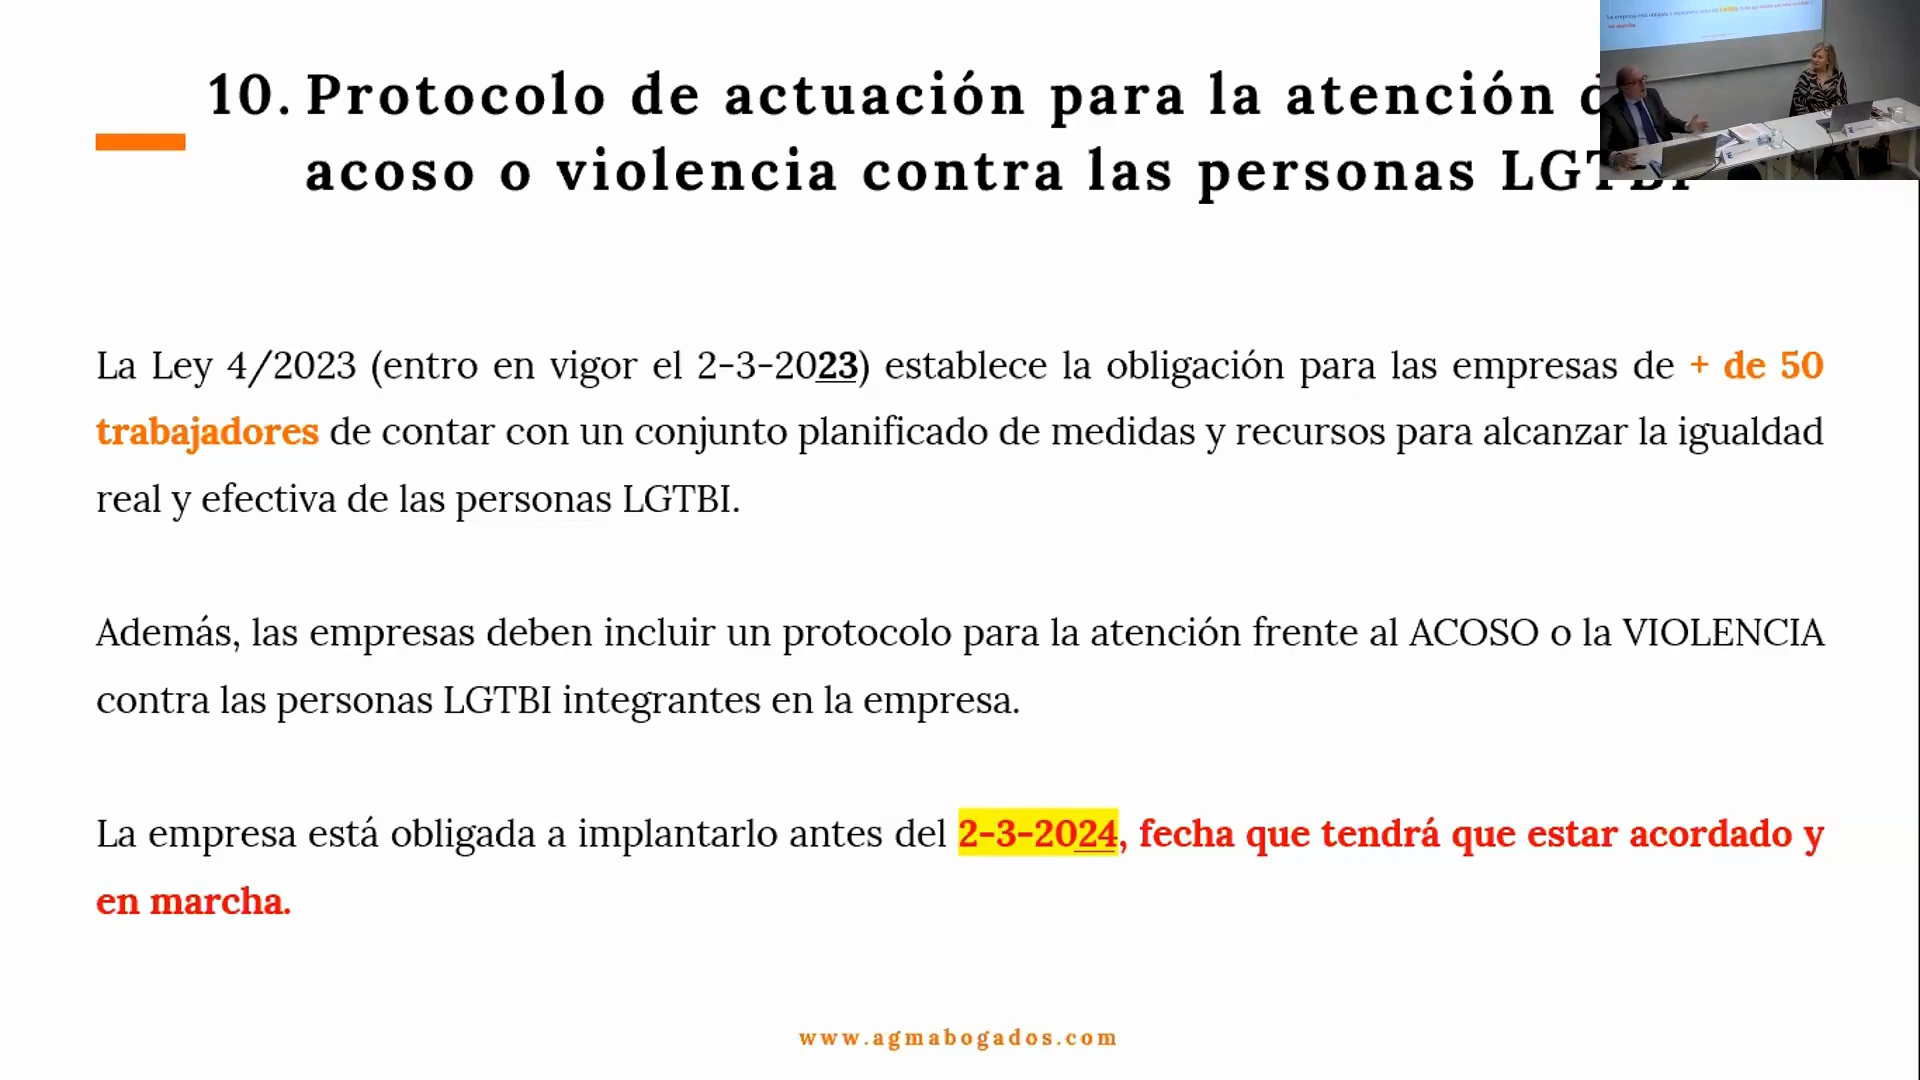 10. Protocolo de actuación para la atención d
acoso o violencia contra las personas LGTBI
La Ley 4/2023 (entro en vigor el 2-3-2023) establece la obligación para las empresas de + de 50
trabajadores de contar con un conjunto planificado de medidas y recursos para alcanzar la igualdad
real y efectiva de las personas LGTBI.
Además, las empresas deben incluir un protocolo para la atención frente al ACOSO o la VIOLENCIA
contra las personas LGTBI integrantes en la empresa.
La empresa está obligada a implantarlo antes del 2-3-2024, fecha que tendrá que estar acordado y
en marcha.
www.agmabogados.com